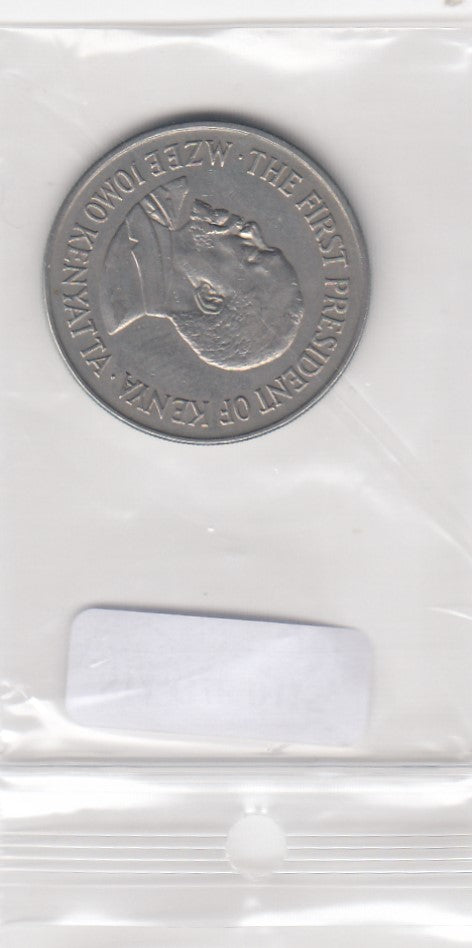 THE FIRST PRESIDENT OF KENYA · MZEE JOMO KENYATTA ·